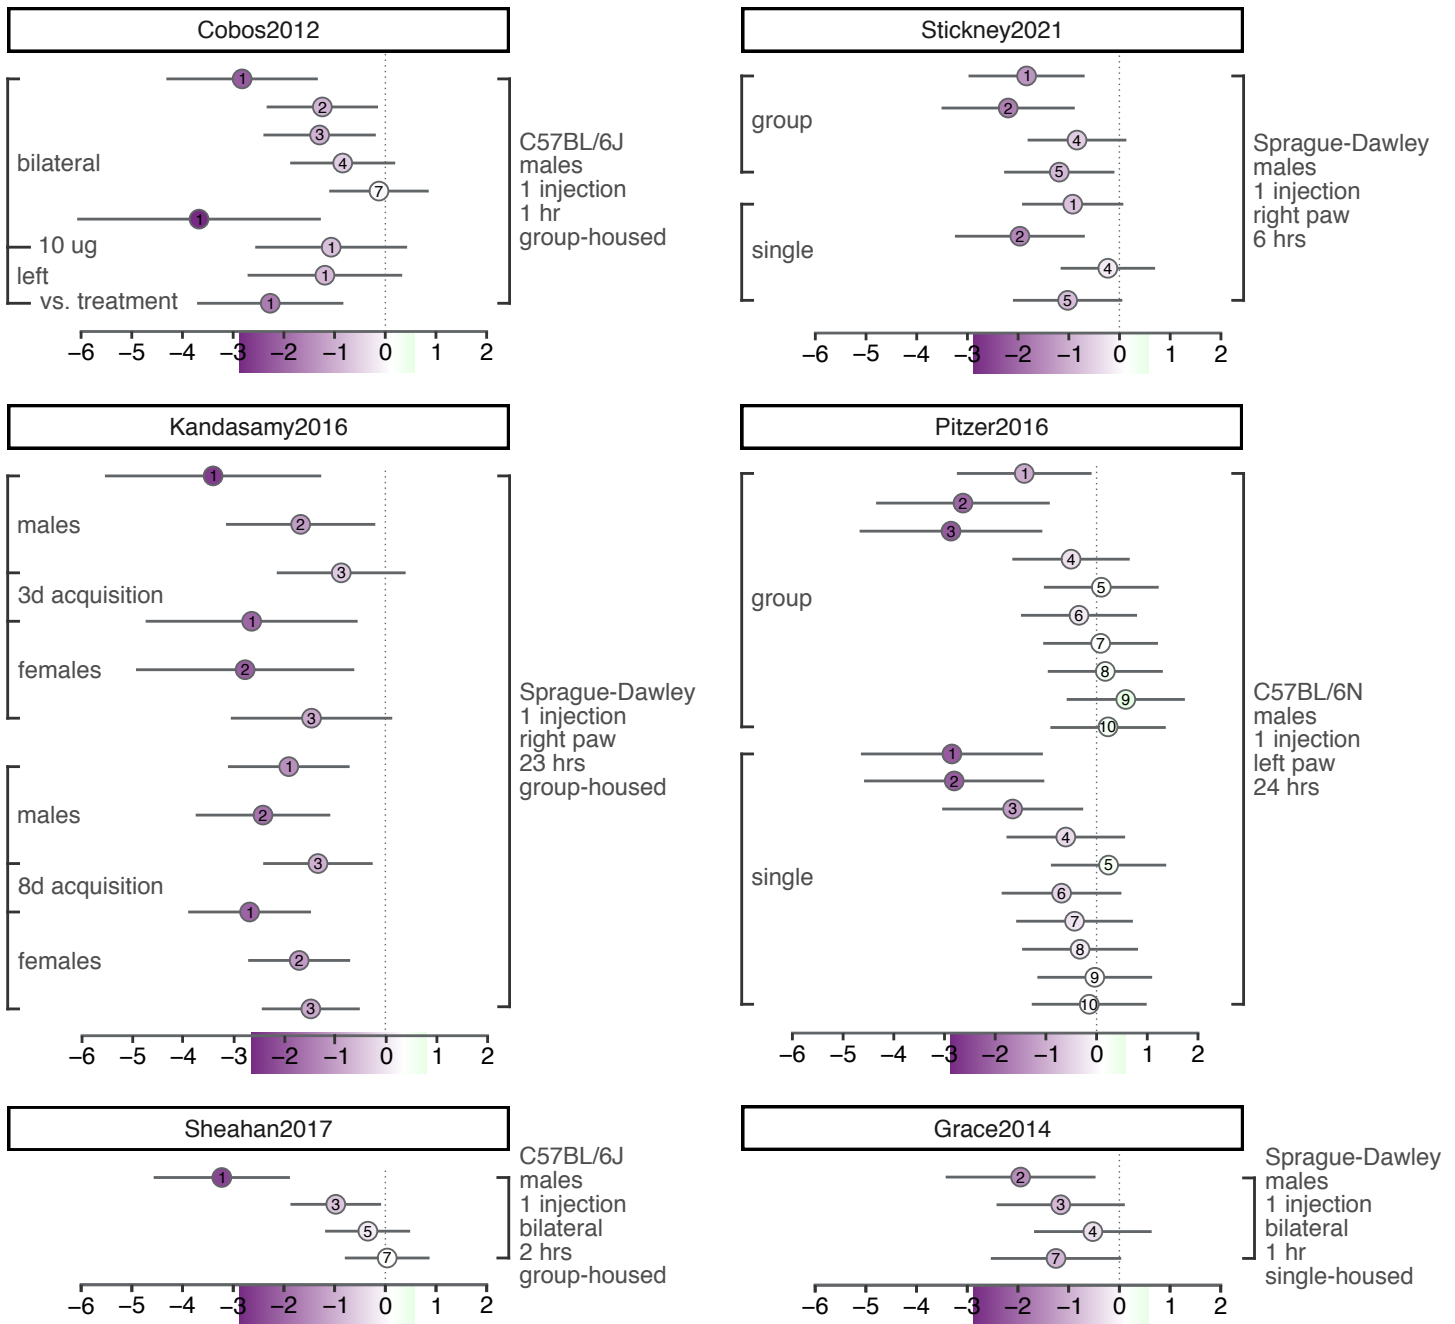 Cobos2012
1
2
3
bilateral
4
7
1
10 ug
1
left
1
vs. treatment
1
C57BL/6J
males
1 injection
1 hr
group-housed
−6 −5 −4 −3 −2 −1 0 1 2
Stickney2021
1
group
2
4
5
1
single
2
4
5
Sprague-Dawley
males
1 injection
right paw
6 hrs
−6 −5 −4 −3 −2 −1 0 1 2
Kandasamy2016
1
males
2
3
3d acquisition
1
females
2
3
1
males
2
3
8d acquisition
1
females
2
3
Sprague-Dawley
1 injection
right paw
23 hrs
group-housed
−6 −5 −4 −3 −2 −1 0 1 2
Pitzer2016
1
2
3
4
5
group
6
7
8
9
10
1
2
3
4
5
single
6
7
8
9
10
C57BL/6N
males
1 injection
left paw
24 hrs
−6 −5 −4 −3 −2 −1 0 1 2
Sheahan2017
1
3
5
7
C57BL/6J
males
1 injection
bilateral
2 hrs
group-housed
−6 −5 −4 −3 −2 −1 0 1 2
Grace2014
2
3
4
7
Sprague-Dawley
males
1 injection
bilateral
1 hr
single-housed
−6 −5 −4 −3 −2 −1 0 1 2